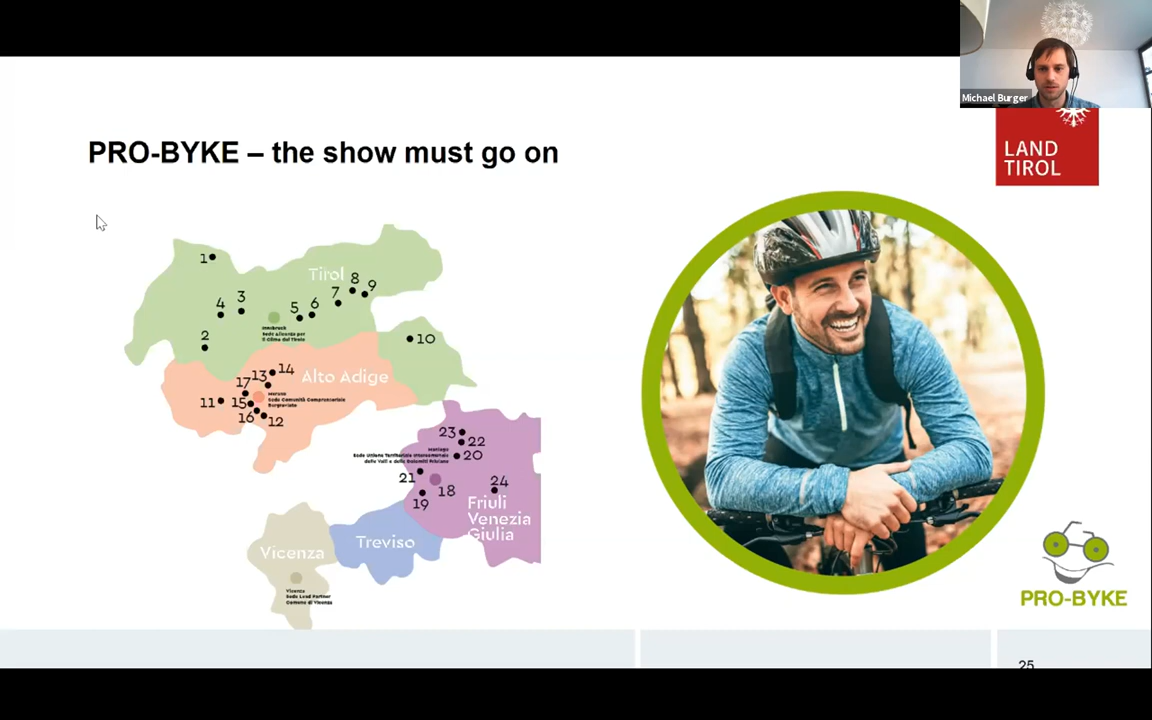 Michael Burger
LAND
TIROL
PRO-BYKE – the show must go on
1
Tirol
8
9
7
4
3
5
6
Innsbruck
Sede Alleanza per
il Clima del Tirolo
2
10
14
13
Alto Adige
17
Merano
Sede Comunità Comprensoriale
Burgraviato
11
15
16
12
23
22
Maniago
20
Sede Unione Territoriale Intercomunale
delle Valli e delle Dolomiti Friulane
21
24
18
19
Friuli
Venezia
Giulia
Treviso
Vicenza
Vicenza
Sede Lead Partner
Comune di Vicenza
PRO-BYKE
25